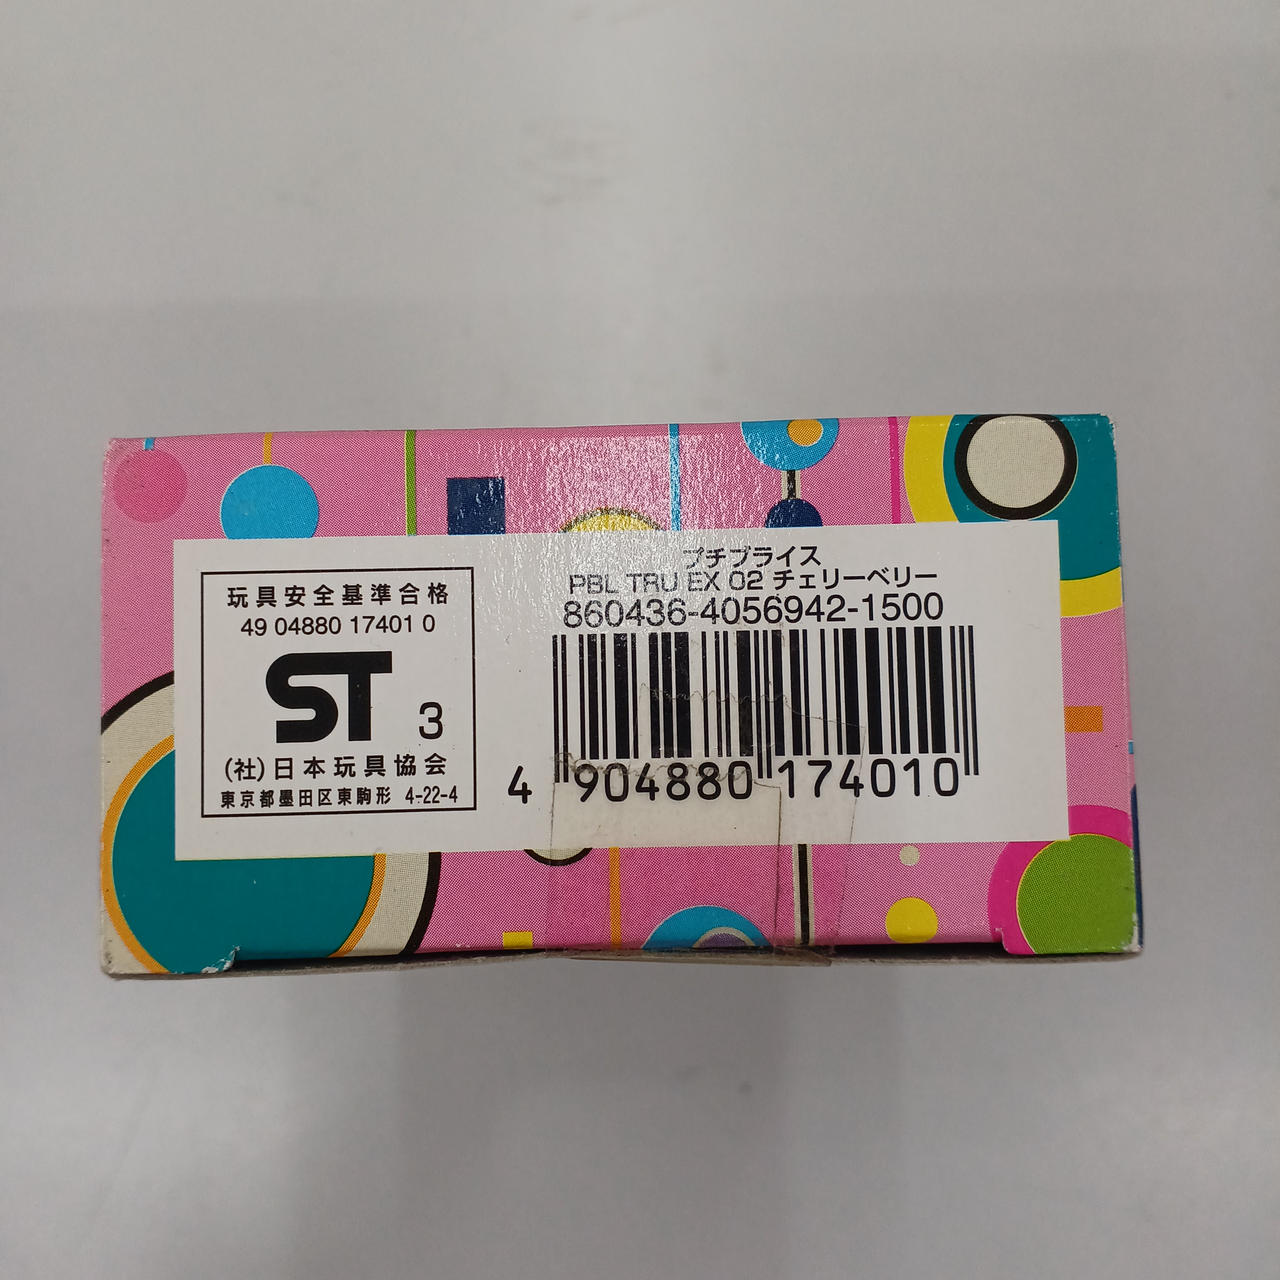 玩具安全基準合格
49 04880 17401 0
ST 3
(社)日本玩具協会
東京都墨田区東駒形 4-22-4
プチブライス
PBL TRU EX 02 チェリーベリー
860436-4056942-1500
4 904880 174010